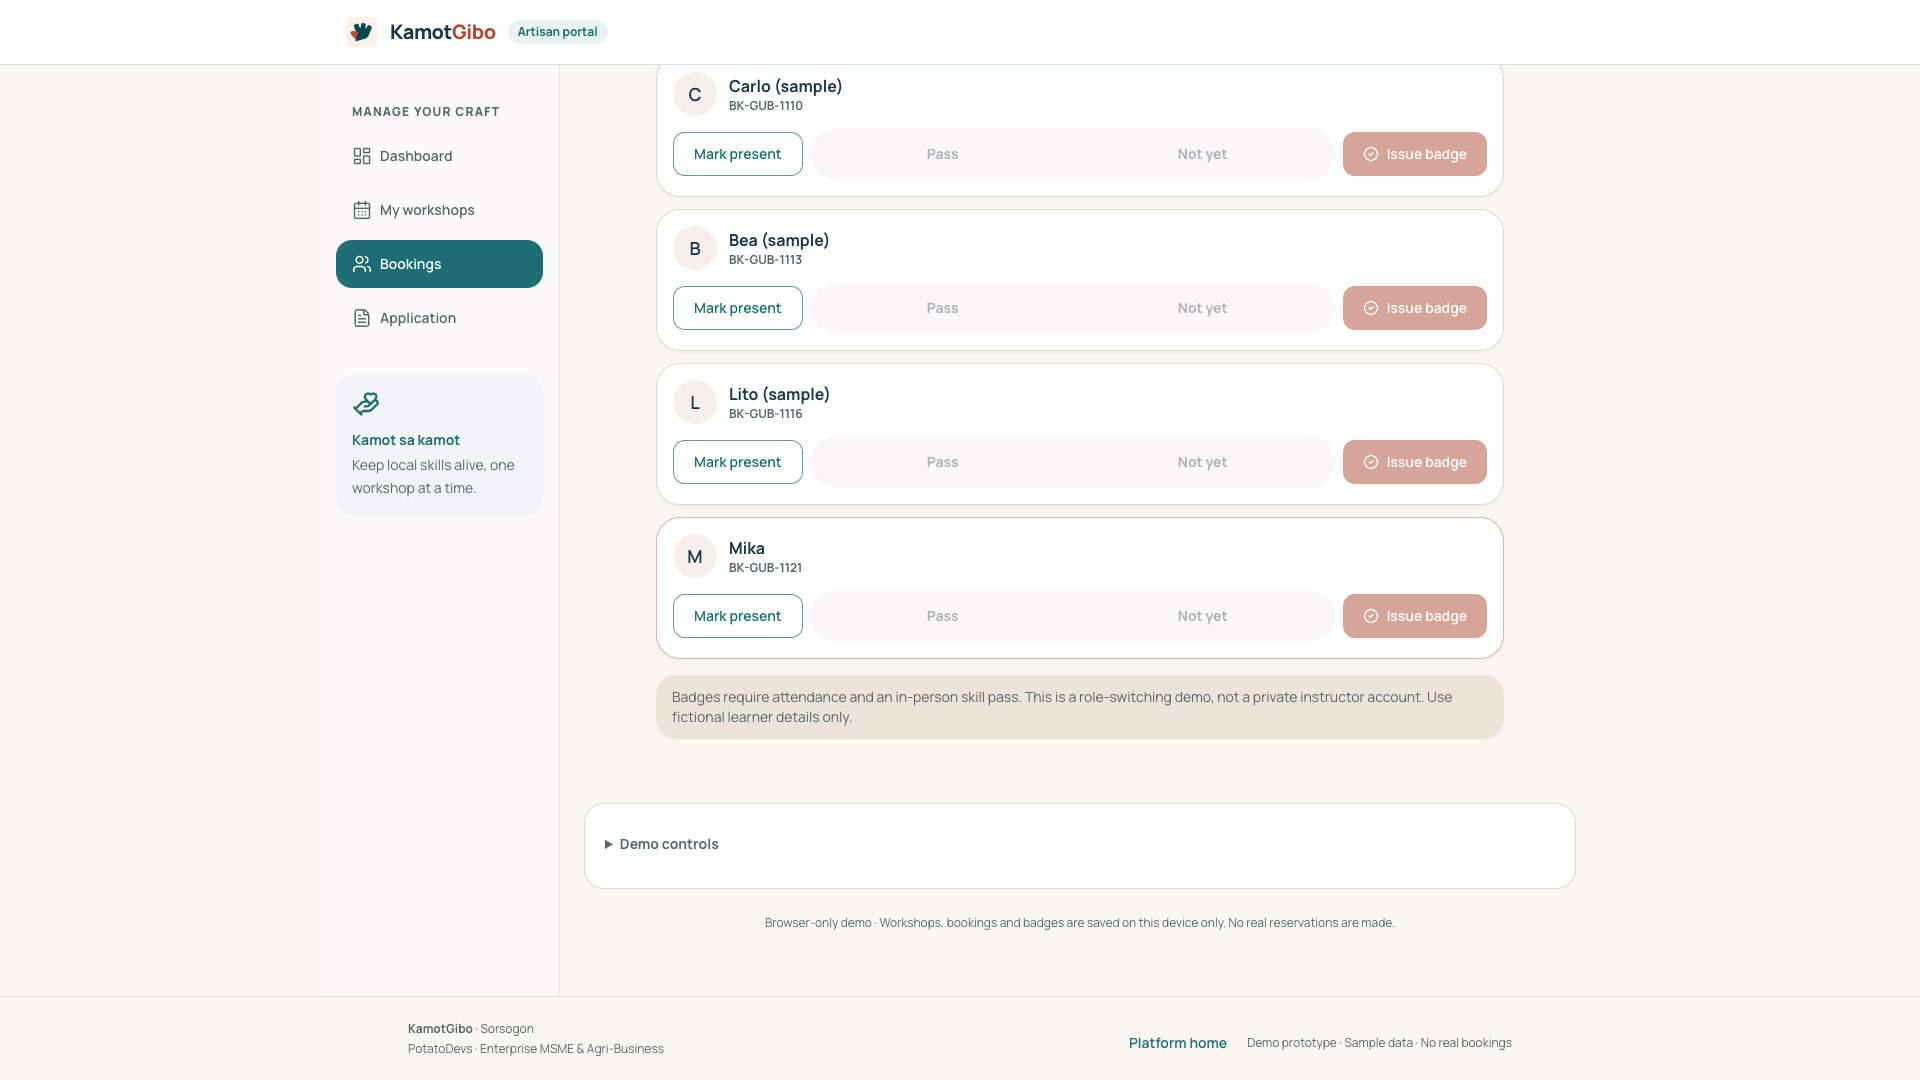 KamotGibo
Artisan portal
MANAGE YOUR CRAFT
Dashboard
My workshops
Bookings
Application
Kamot sa kamot
Keep local skills alive, one
workshop at a time.
C
Carlo (sample)
BK-GUB-1110
Mark present
Pass
Not yet
Issue badge
B
Bea (sample)
BK-GUB-1113
Mark present
Pass
Not yet
Issue badge
L
Lito (sample)
BK-GUB-1116
Mark present
Pass
Not yet
Issue badge
M
Mika
BK-GUB-1121
Mark present
Pass
Not yet
Issue badge
Badges require attendance and an in-person skill pass. This is a role-switching demo, not a private instructor account. Use
fictional learner details only.
Demo controls
Browser-only demo · Workshops, bookings and badges are saved on this device only. No real reservations are made.
KamotGibo · Sorsogon
PotatoDevs · Enterprise MSME & Agri-Business
Platform home
Demo prototype · Sample data · No real bookings